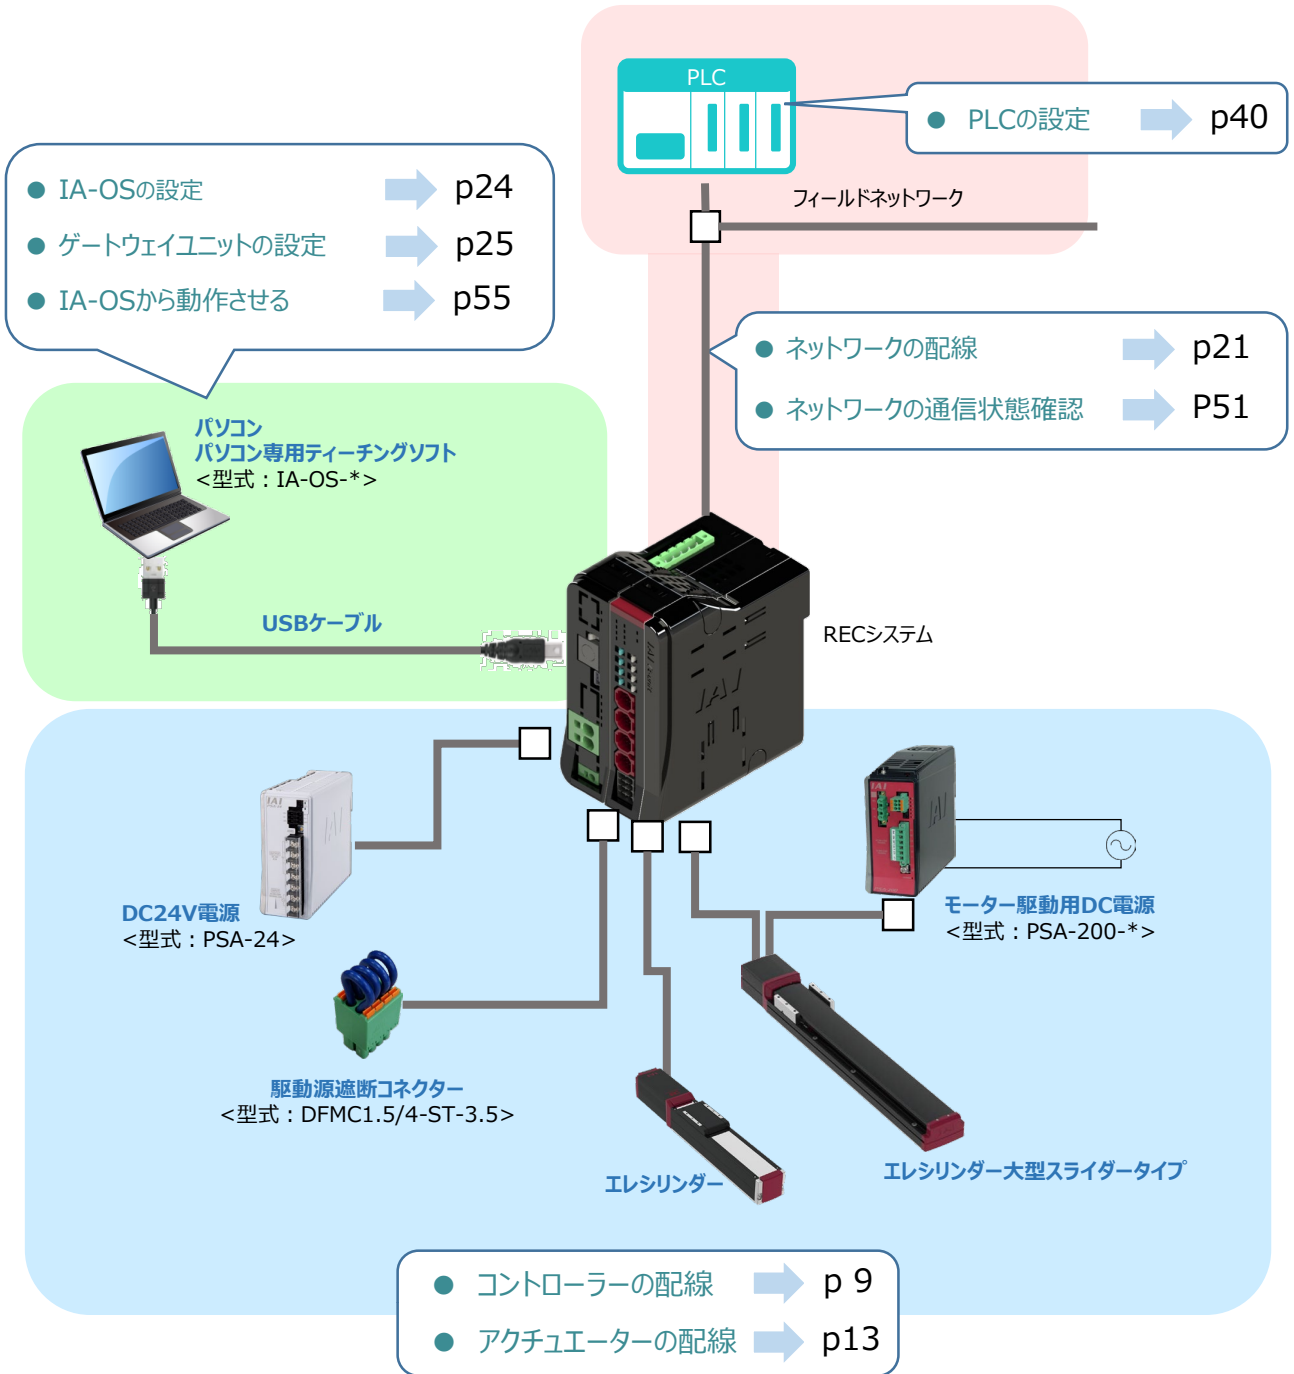 PLC
● PLCの設定 p40
● IA-OSの設定 p24
● ゲートウェイユニットの設定 p25
● IA-OSから動作させる p55
フィールドネットワーク
● ネットワークの配線 p21
● ネットワークの通信状態確認 P51
パソコン
パソコン専用ティーチングソフト
<型式：IA-OS-*>
USBケーブル
RECシステム
IAI
IAI
IAI
DC24V電源
<型式：PSA-24>
モーター駆動用DC電源
<型式：PSA-200-*>
駆動源遮断コネクター
<型式：DFMC1.5/4-ST-3.5>
エレシリンダー
エレシリンダー大型スライダータイプ
● コントローラーの配線 p 9
● アクチュエーターの配線 p13